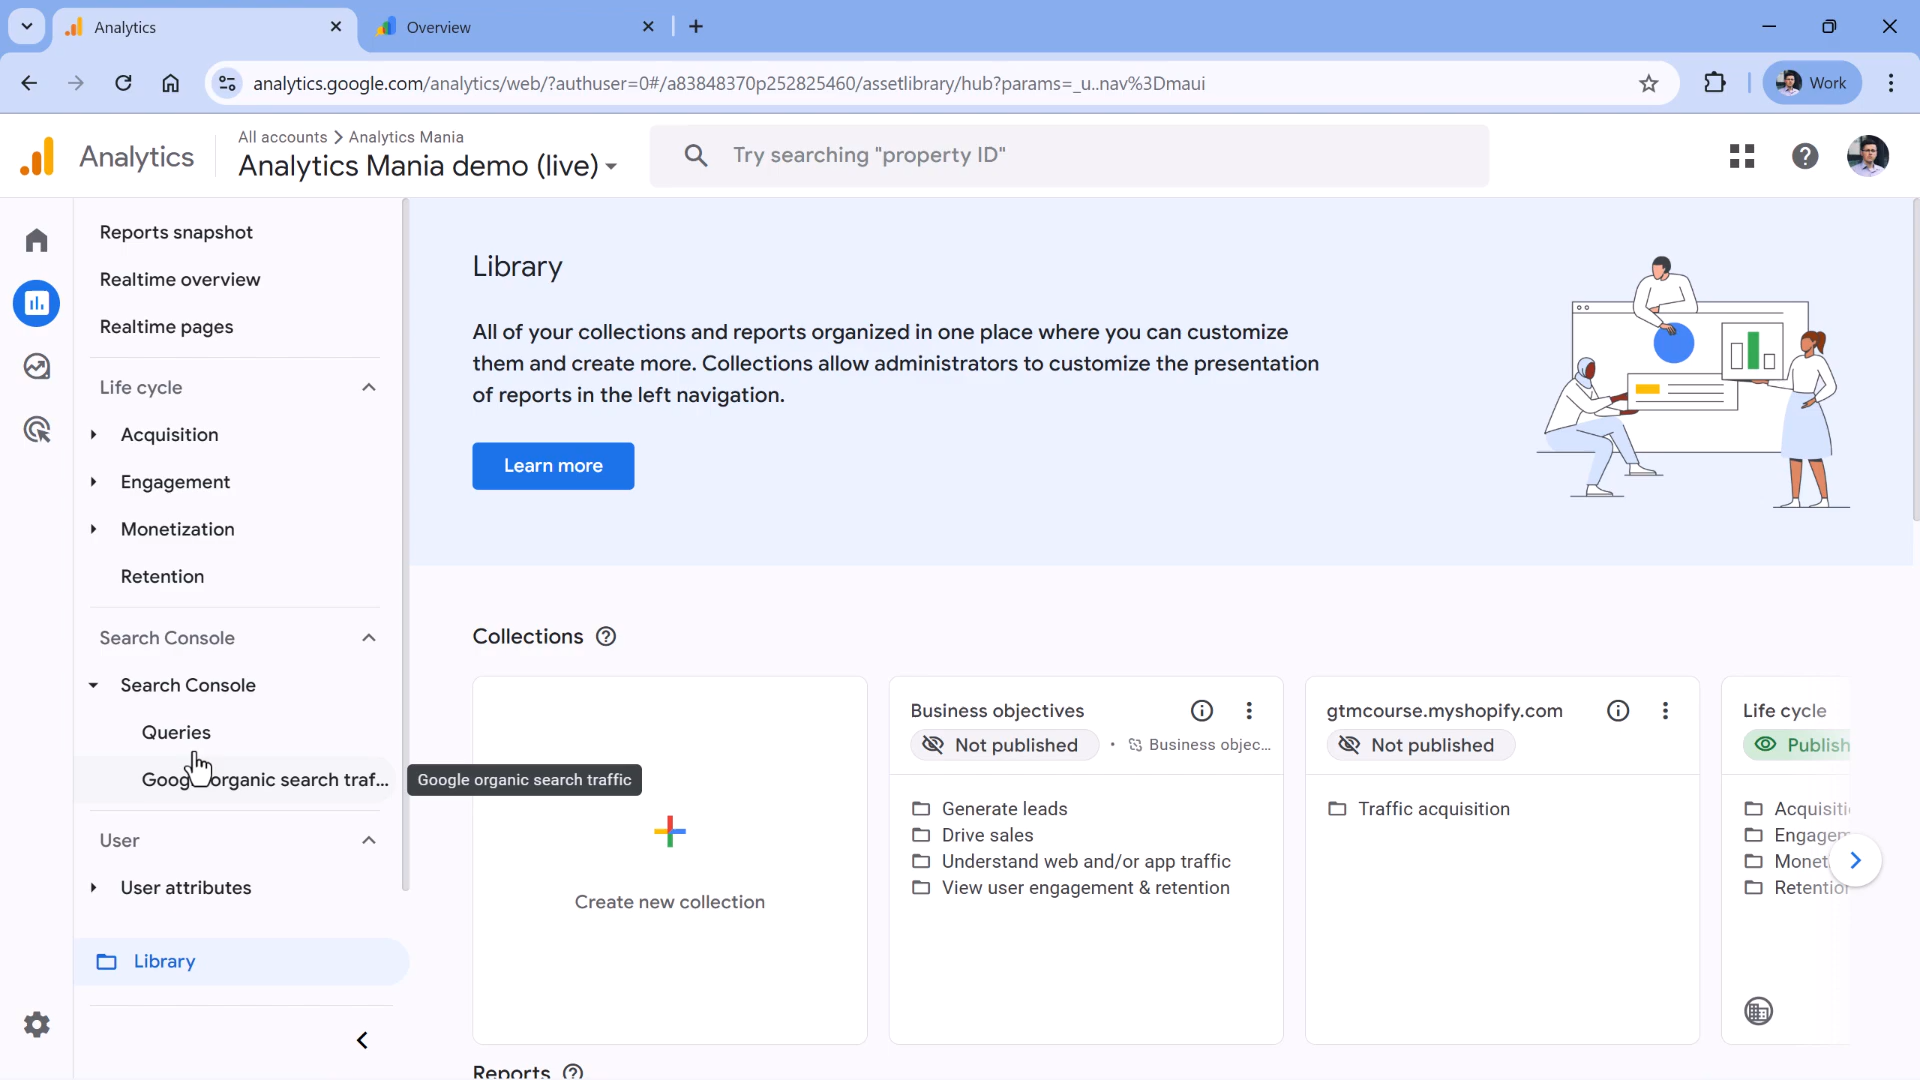 Analytics
Overview
analytics.google.com/analytics/web/?authuser=0#/a83848370p252825460/assetlibrary/hub?params=_u..nav%3Dmaui
Work
Analytics
All accounts > Analytics Mania
Analytics Mania demo (live)
Try searching "property ID"
Reports snapshot
Realtime overview
Realtime pages
Life cycle
Acquisition
Engagement
Monetization
Retention
Search Console
Search Console
Queries
Google organic search traf...
Google organic search traffic
User
User attributes
Library
Library
All of your collections and reports organized in one place where you can customize
them and create more. Collections allow administrators to customize the presentation
of reports in the left navigation.
Learn more
Collections
Create new collection
Business objectives
Not published • Business objec...
Generate leads
Drive sales
Understand web and/or app traffic
View user engagement & retention
gtmcourse.myshopify.com
Not published
Traffic acquisition
Life cycle
Publish
Acquisiti
Engagem
Monet
Retentio
Reports